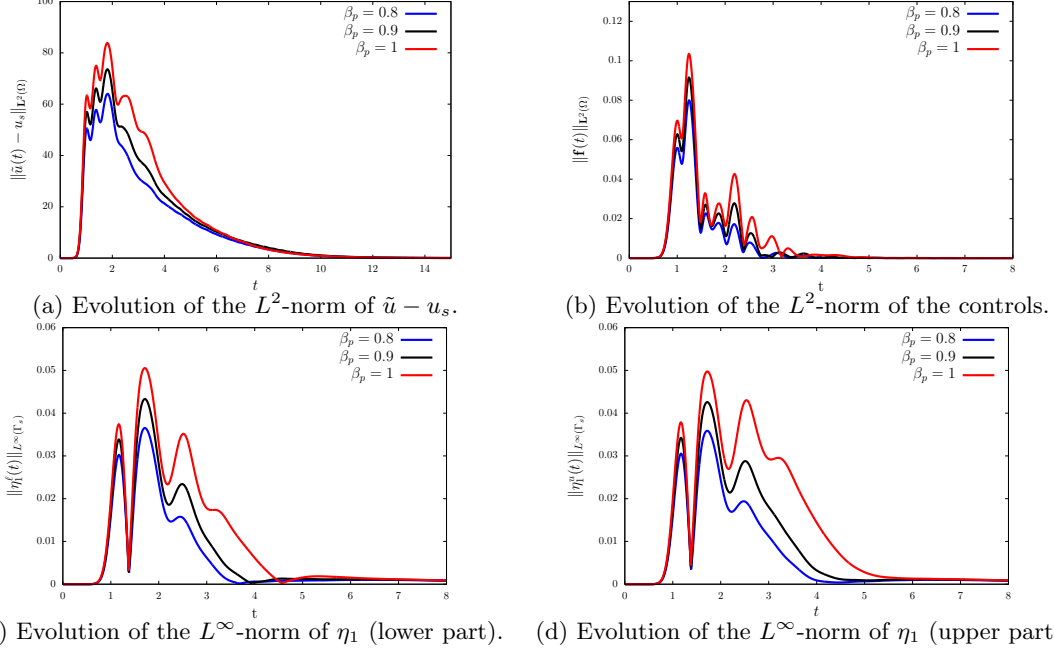 100
80
60
40
20
0
0 2 4 6 8 10 12 14
t
‖ũ(t) − u_s‖_{L²(Ω)}
β_p = 0.8
β_p = 0.9
β_p = 1
(a) Evolution of the L²-norm of ũ − u_s.
0.12
0.1
0.08
0.06
0.04
0.02
0
0 1 2 3 4 5 6 7 8
t
‖f(t)‖_{L²(Ω)}
β_p = 0.8
β_p = 0.9
β_p = 1
(b) Evolution of the L²-norm of the controls.
0.06
0.05
0.04
0.03
0.02
0.01
0
0 1 2 3 4 5 6 7 8
t
‖η₁^ℓ(t)‖_{L^∞(Γ_s)}
β_p = 0.8
β_p = 0.9
β_p = 1
) Evolution of the L^∞-norm of η₁ (lower part).
0.06
0.05
0.04
0.03
0.02
0.01
0
0 1 2 3 4 5 6 7 8
t
‖η₁^u(t)‖_{L^∞(Γ_s)}
β_p = 0.8
β_p = 0.9
β_p = 1
(d) Evolution of the L^∞-norm of η₁ (upper part